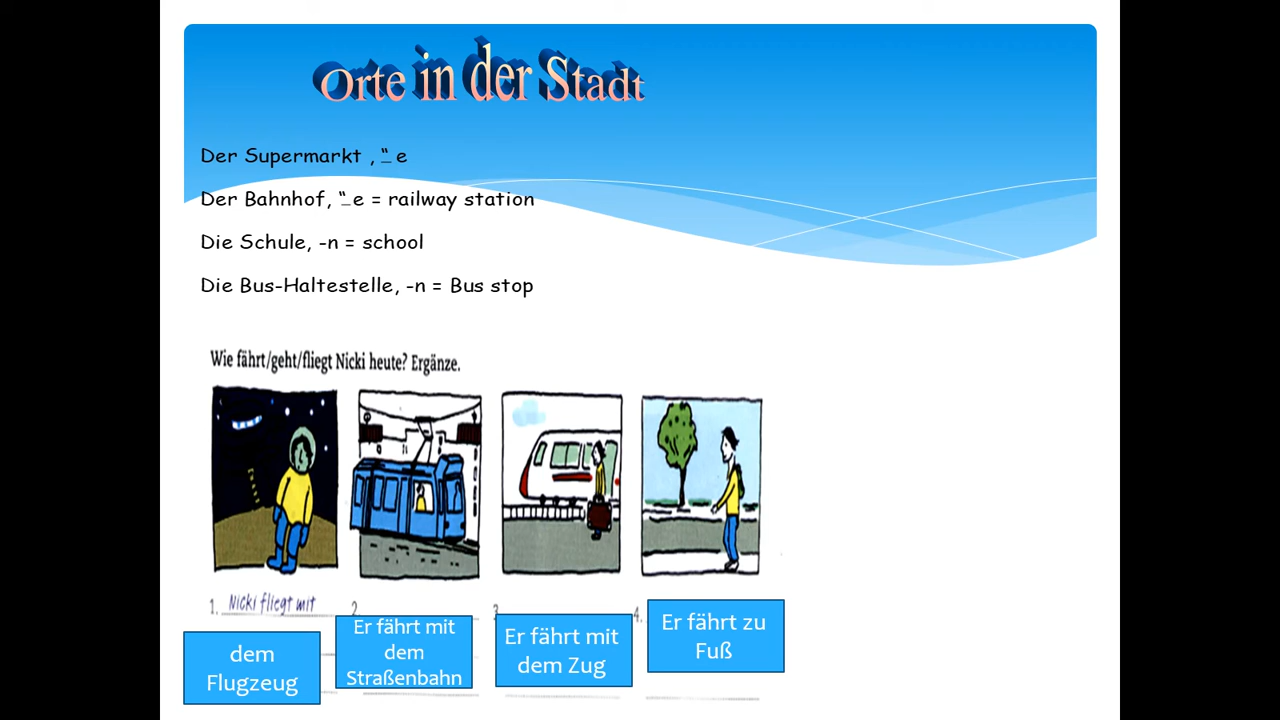 Orte in der Stadt
Der Supermarkt , “_ e
Der Bahnhof, “_e = railway station
Die Schule, -n = school
Die Bus-Haltestelle, -n = Bus stop
Wie fährt/geht/fliegt Nicki heute? Ergänze.
1. Nicki fliegt mit
dem
Flugzeug
2.
Er fährt mit
dem
Straßenbahn
3
Er fährt mit
dem Zug
4.
Er fährt zu
Fuß